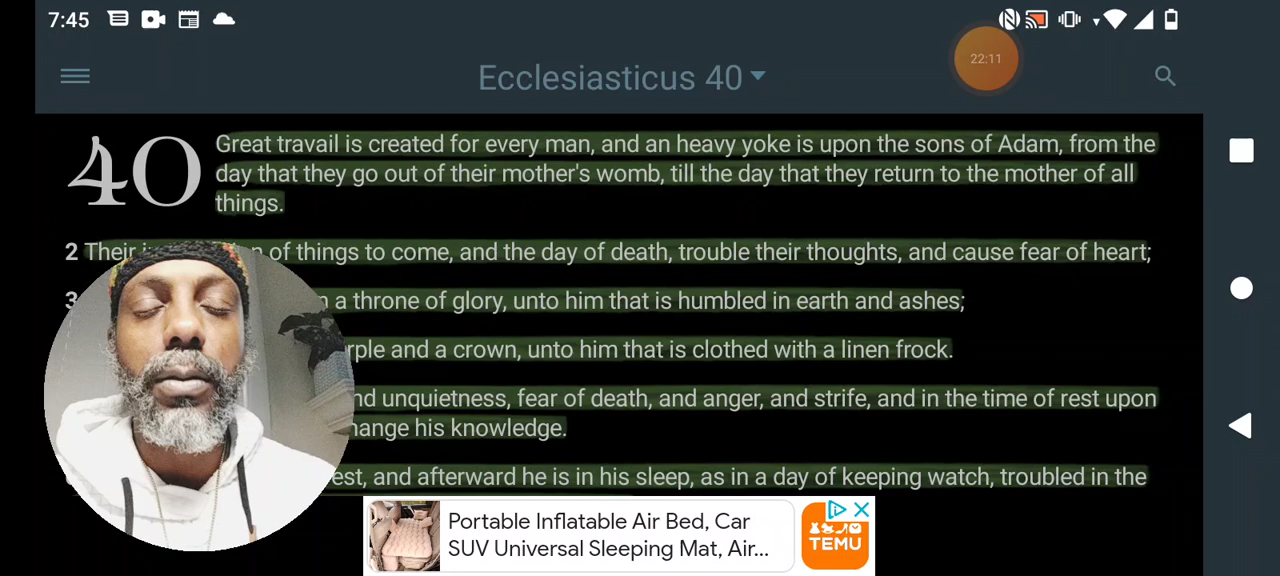 7:45
22:11
Ecclesiasticus 40
40 Great travail is created for every man, and an heavy yoke is upon the sons of Adam, from the
day that they go out of their mother's womb, till the day that they return to the mother of all
things.
2 Their of things to come, and the day of death, trouble their thoughts, and cause fear of heart;
3 a throne of glory, unto him that is humbled in earth and ashes;
and a crown, unto him that is clothed with a linen frock.
unquietness, fear of death, and anger, and strife, and in the time of rest upon
his knowledge.
and afterward he is in his sleep, as in a day of keeping watch, troubled in the
Portable Inflatable Air Bed, Car
SUV Universal Sleeping Mat, Air...
TEMU